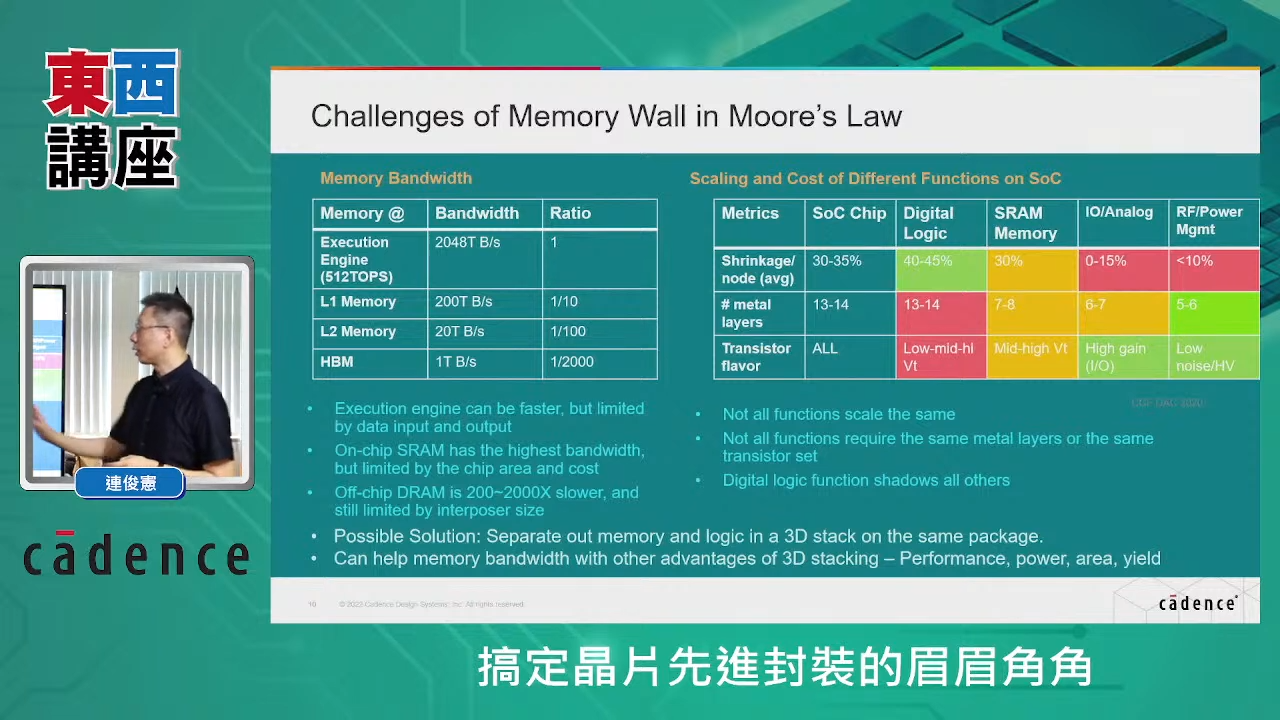 東西
講座
Challenges of Memory Wall in Moore's Law
Memory Bandwidth
Memory @ Bandwidth Ratio
Execution Engine (512TOPS) 2048T B/s 1
L1 Memory 200T B/s 1/10
L2 Memory 20T B/s 1/100
HBM 1T B/s 1/2000
Execution engine can be faster, but limited
by data input and output
On-chip SRAM has the highest bandwidth,
but limited by the chip area and cost
Off-chip DRAM is 200~2000X slower, and
still limited by interposer size
Scaling and Cost of Different Functions on SoC
Metrics SoC Chip Digital Logic SRAM Memory IO/Analog RF/Power Mgmt
Shrinkage/ node (avg) 30-35% 40-45% 30% 0-15% <10%
# metal layers 13-14 13-14 7-8 6-7 5-6
Transistor flavor ALL Low-mid-hi Vt Mid-high Vt High gain (I/O) Low noise/HV
Not all functions scale the same
Not all functions require the same metal layers or the same
transistor set
Digital logic function shadows all others
Possible Solution: Separate out memory and logic in a 3D stack on the same package.
Can help memory bandwidth with other advantages of 3D stacking – Performance, power, area, yield
10 © 2022 Cadence Design Systems, Inc. All rights reserved.
cādence®
連俊憲
cādence
搞定晶片先進封裝的眉眉角角